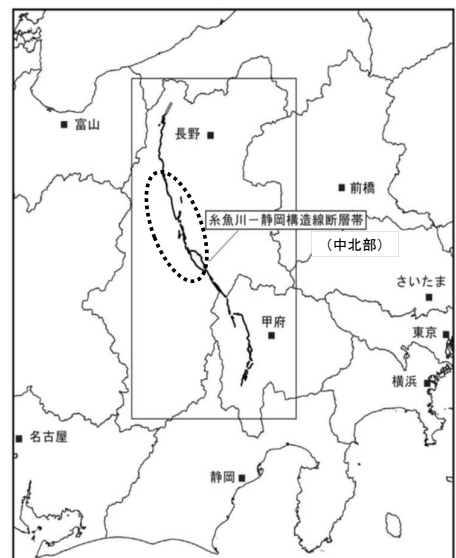 富山
長野
前橋
糸魚川－静岡構造線断層帯
（中北部）
さいたま
甲府
東京
横浜
名古屋
静岡